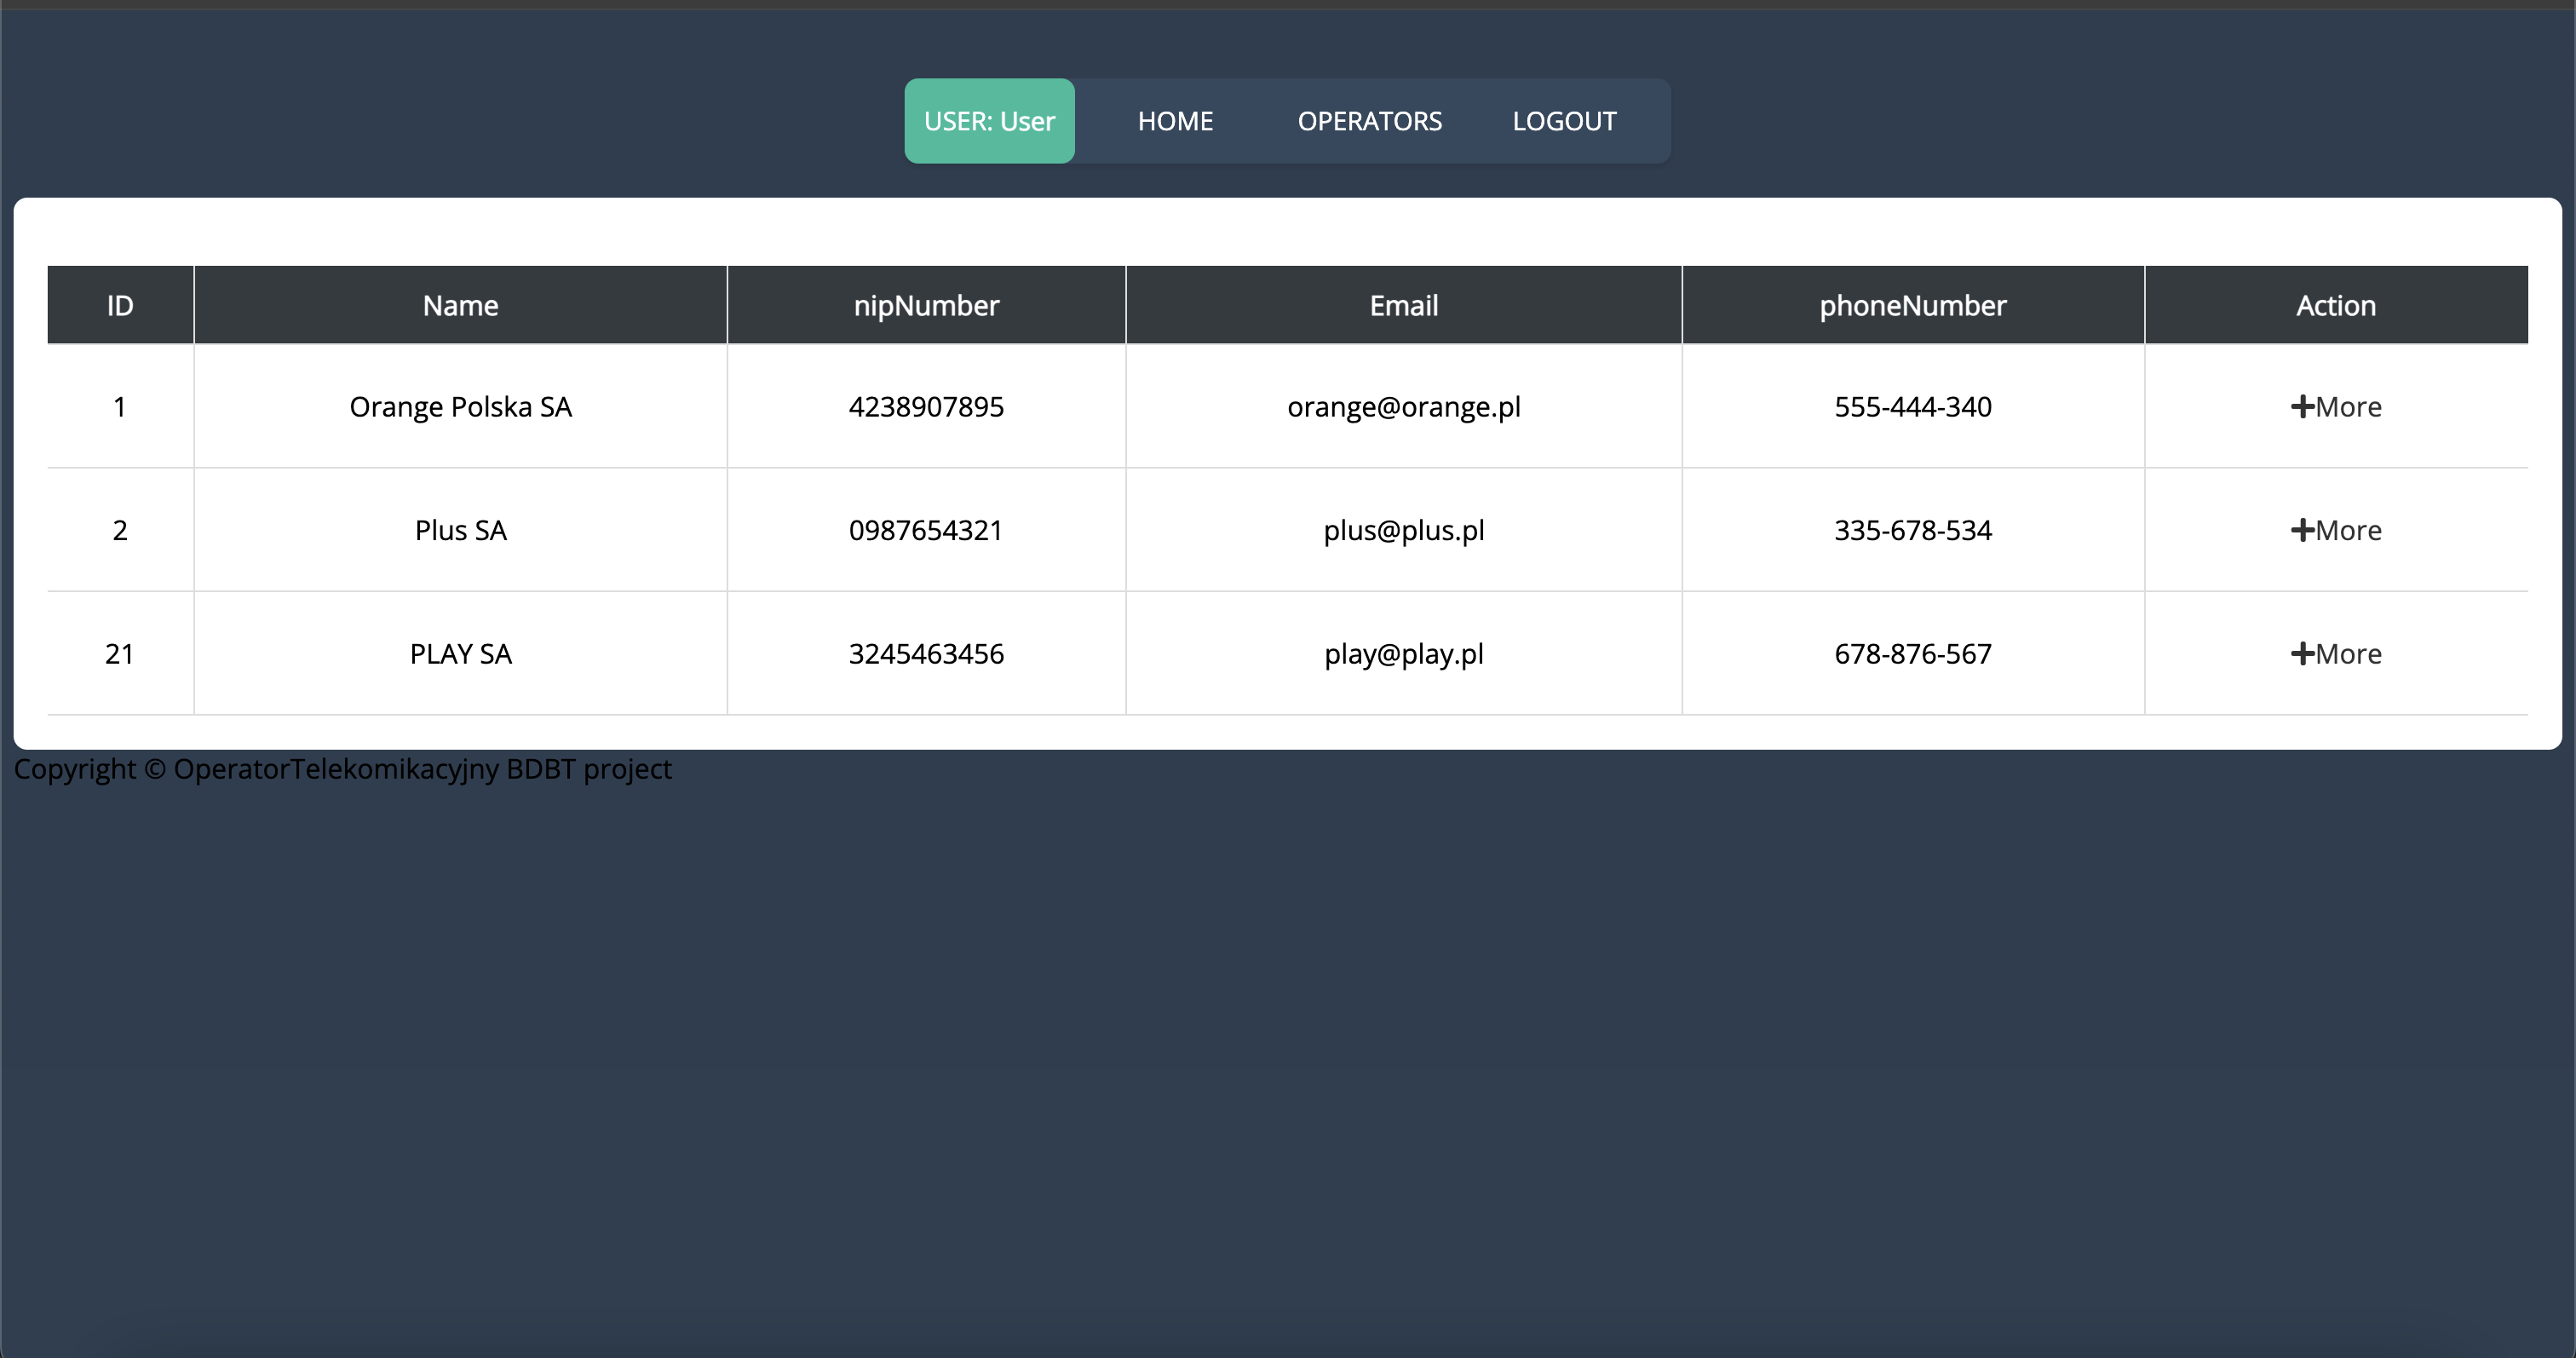 USER: User HOME OPERATORS LOGOUT
ID Name nipNumber Email phoneNumber Action
1 Orange Polska SA 4238907895 orange@orange.pl 555-444-340 +More
2 Plus SA 0987654321 plus@plus.pl 335-678-534 +More
21 PLAY SA 3245463456 play@play.pl 678-876-567 +More
Copyright © OperatorTelekomikacyjny BDBT project